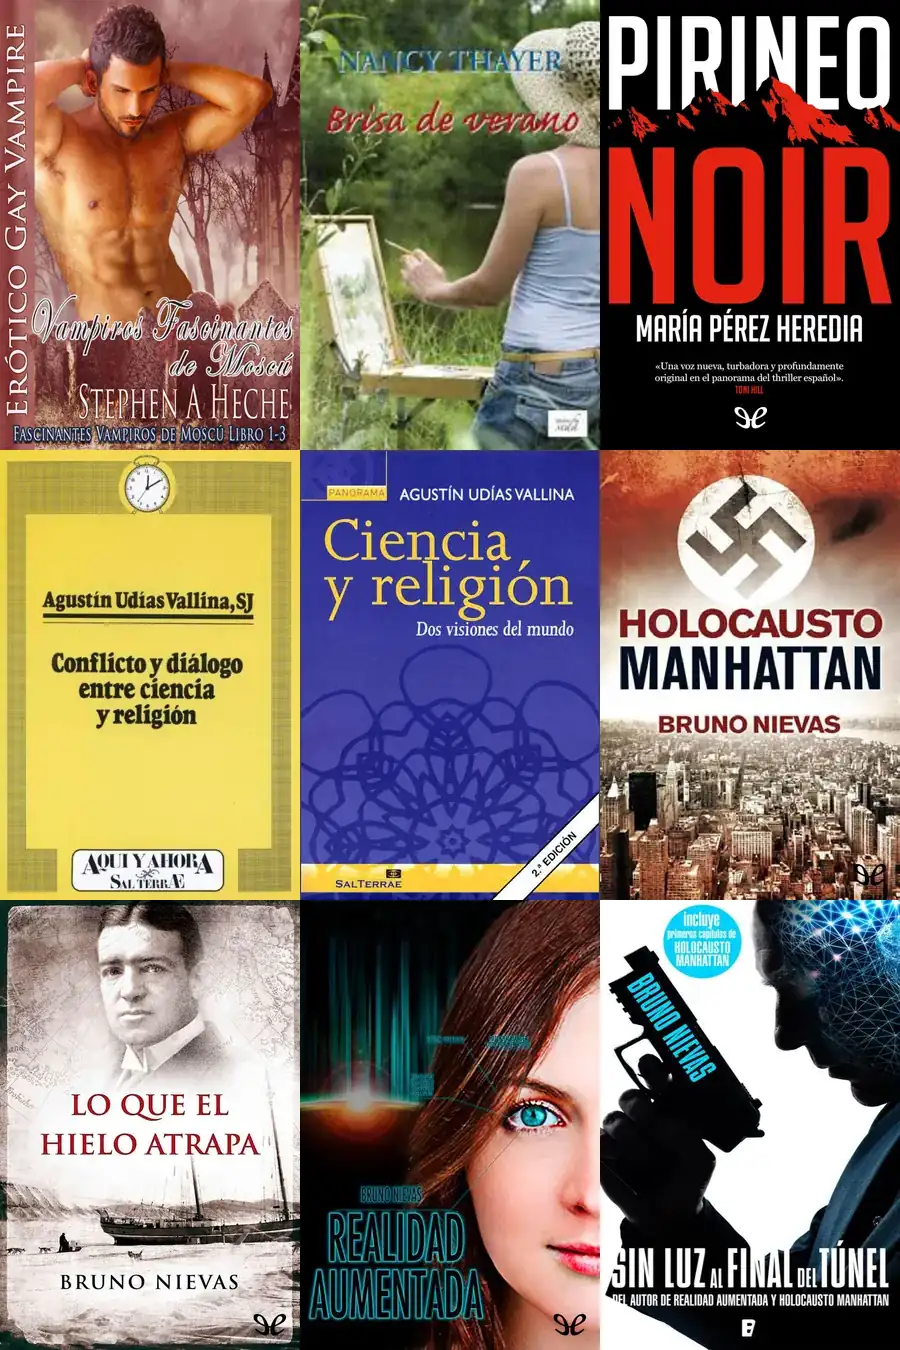 ERÓTICO GAY VAMPIRE
Vampiros Fascinantes
de Moscú
STEPHEN A HECHE
FASCINANTES VAMPIROS DE MOSCÚ LIBRO 1-3
NANCY THAYER
Brisa de verano
PIRINEO
NOIR
MARÍA PÉREZ HEREDIA
«Una voz nueva, turbadora y profundamente
original en el panorama del thriller español».
TONI HILL
Agustín Udías Vallina, SJ
Conflicto y diálogo
entre ciencia
y religión
AQUI Y AHORA
SAL TERRAE
PANORAMA
AGUSTÍN UDÍAS VALLINA
Ciencia
y religión
Dos visiones del mundo
2.ª EDICIÓN
SALTERRAE
HOLOCAUSTO
MANHATTAN
BRUNO NIEVAS
LO QUE EL
HIELO ATRAPA
BRUNO NIEVAS
BRUNO NIEVAS
REALIDAD
AUMENTADA
incluye
primeros capítulos de
HOLOCAUSTO
MANHATTAN
BRUNO NIEVAS
SIN LUZ AL FINAL DEL TÚNEL
DEL AUTOR DE REALIDAD AUMENTADA Y HOLOCAUSTO MANHATTAN
B